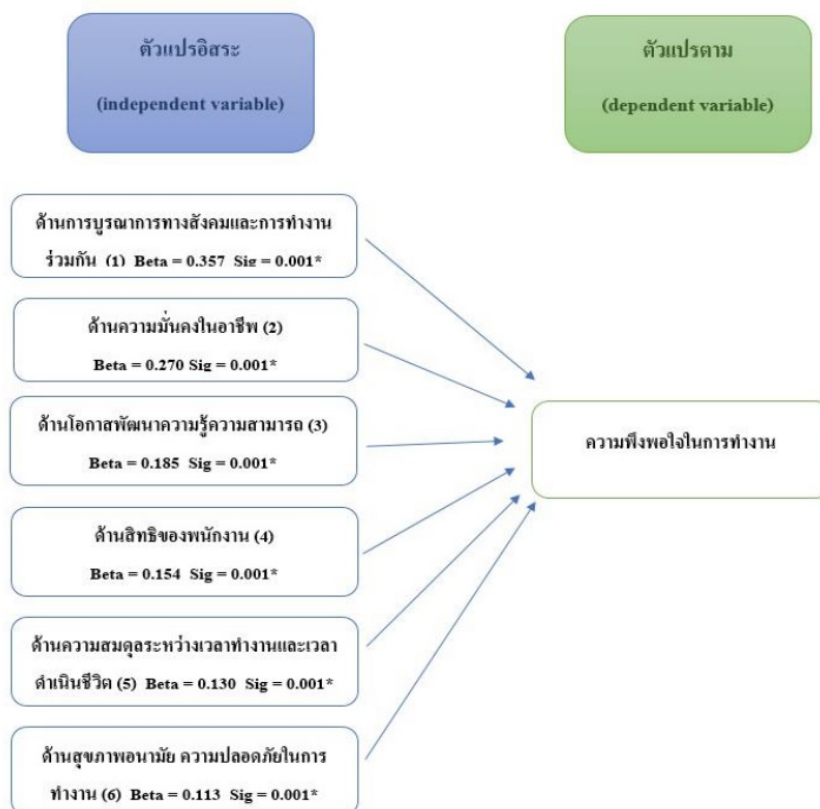 ตัวแปรอิสระ
(independent variable)
ตัวแปรตาม
(dependent variable)
ด้านการบูรณาการทางสังคมและการทำงาน
ร่วมกัน (1) Beta = 0.357 Sig = 0.001*
ด้านความมั่นคงในอาชีพ (2)
Beta = 0.270 Sig = 0.001*
ด้านโอกาสพัฒนาความรู้ความสามารถ (3)
Beta = 0.185 Sig = 0.001*
ด้านสิทธิของพนักงาน (4)
Beta = 0.154 Sig = 0.001*
ด้านความสมดุลระหว่างเวลาทำงานและเวลา
ดำเนินชีวิต (5) Beta = 0.130 Sig = 0.001*
ด้านสุขภาพอนามัย ความปลอดภัยในการ
ทำงาน (6) Beta = 0.113 Sig = 0.001*
ความพึงพอใจในการทำงาน